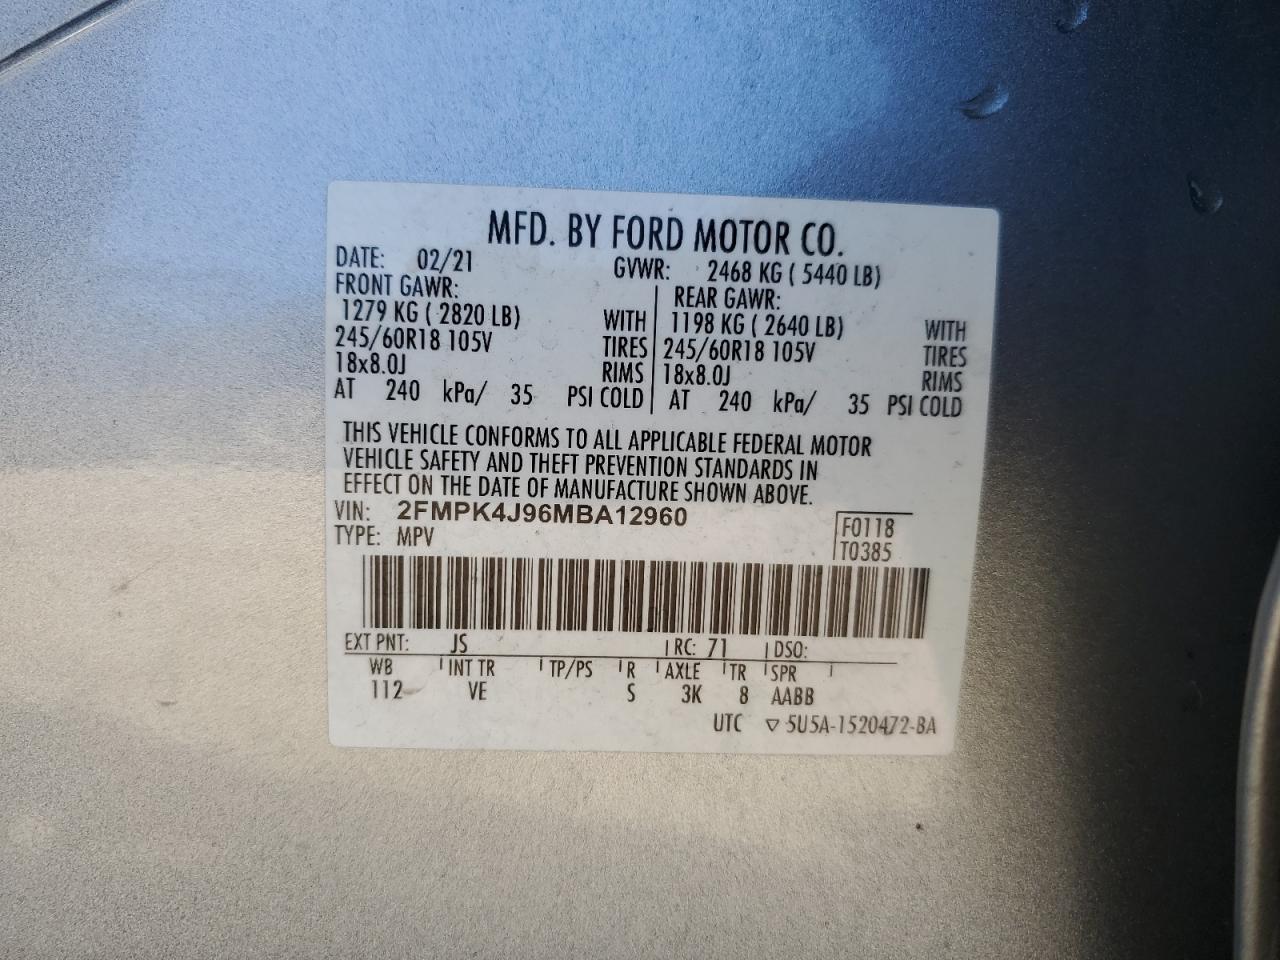 MFD. BY FORD MOTOR CO.
DATE: 02/21 GVWR: 2468 KG ( 5440 LB)
FRONT GAWR: REAR GAWR:
1279 KG ( 2820 LB) WITH 1198 KG ( 2640 LB) WITH
245/60R18 105V TIRES 245/60R18 105V TIRES
18x8.0J RIMS 18x8.0J RIMS
AT 240 kPa/ 35 PSI COLD AT 240 kPa/ 35 PSI COLD
THIS VEHICLE CONFORMS TO ALL APPLICABLE FEDERAL MOTOR
VEHICLE SAFETY AND THEFT PREVENTION STANDARDS IN
EFFECT ON THE DATE OF MANUFACTURE SHOWN ABOVE.
VIN: 2FMPK4J96MBA12960 F0118
TYPE: MPV T0385
EXT PNT: JS RC: 71 DSO:
WB INT TR TP/PS R AXLE TR SPR
112 VE S 3K 8 AABB
UTC ▽ 5U5A-1520472-BA